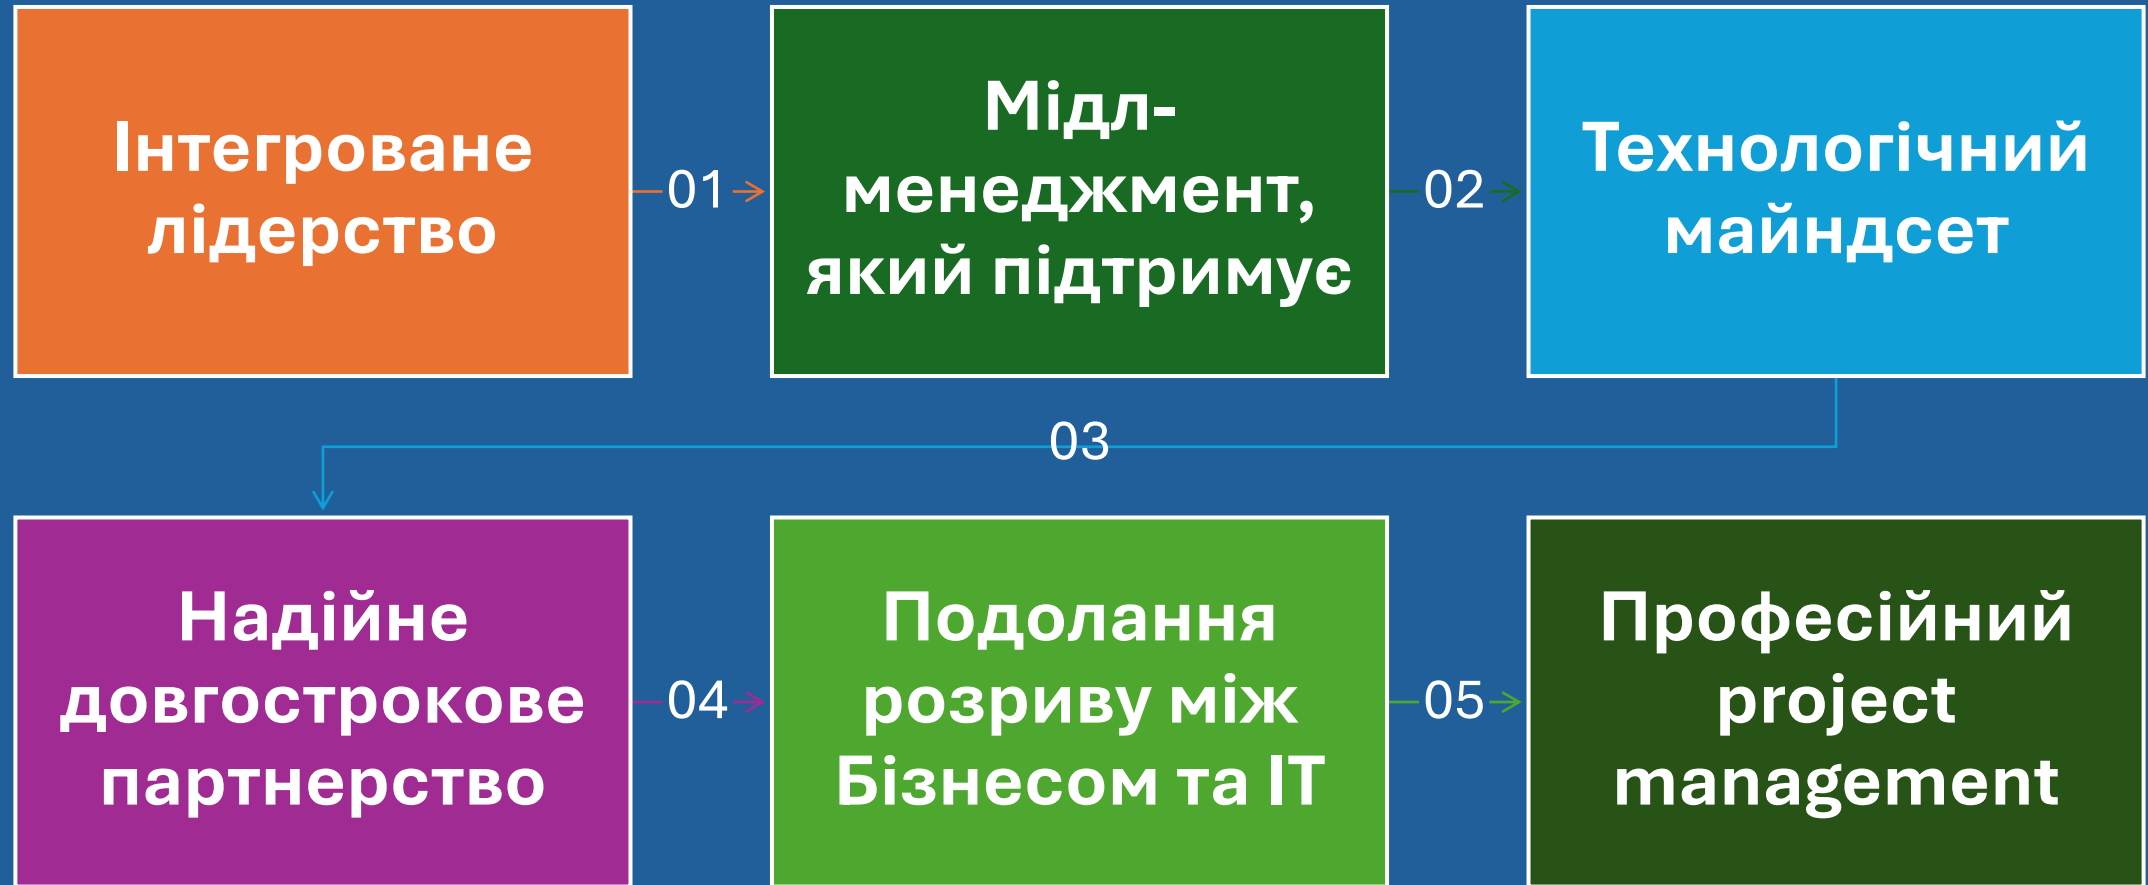 Інтегроване
лідерство
01
Мідл-
менеджмент,
який підтримує
02
Технологічний
майндсет
03
Надійне
довгострокове
партнерство
04
Подолання
розриву між
Бізнесом та ІТ
05
Професійний
project
management